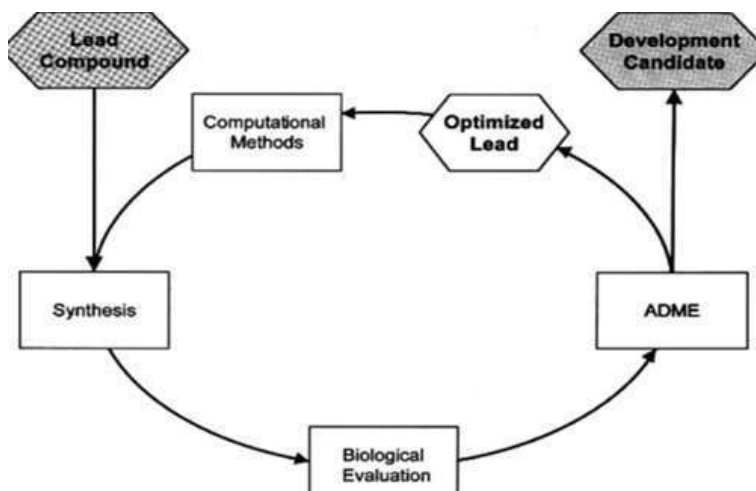 Lead
Compound
Development
Candidate
Computational
Methods
Optimized
Lead
Synthesis
ADME
Biological
Evaluation